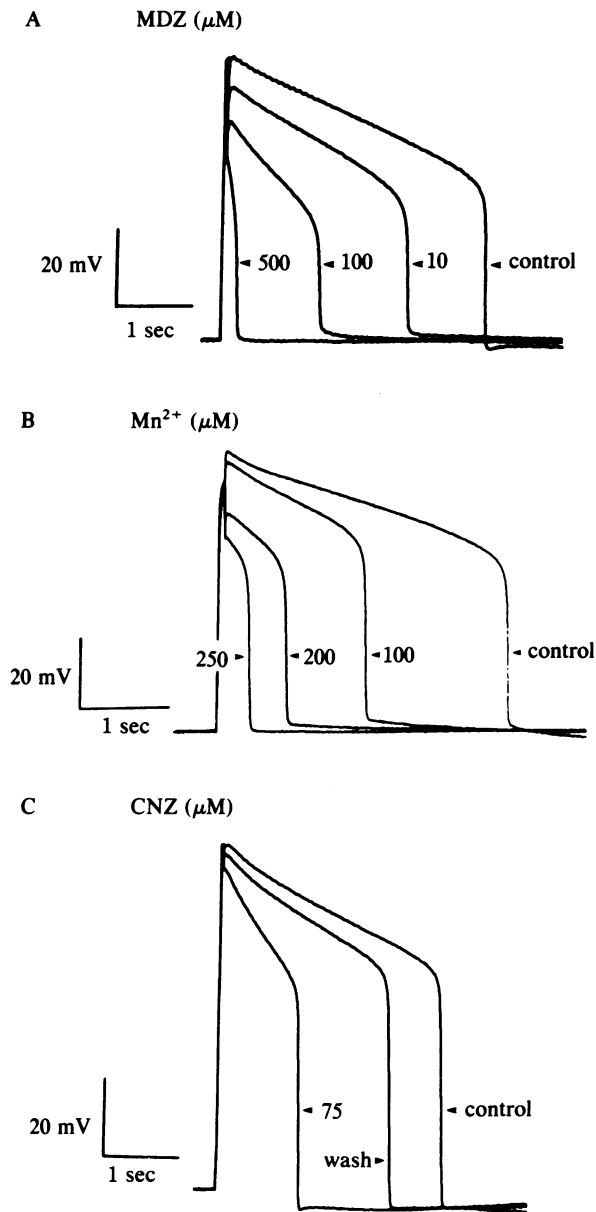 A MDZ (μM)
500 100 10 control
20 mV
1 sec
B Mn²⁺ (μM)
250 200 100 control
20 mV
1 sec
C CNZ (μM)
75 control
20 mV
wash
1 sec